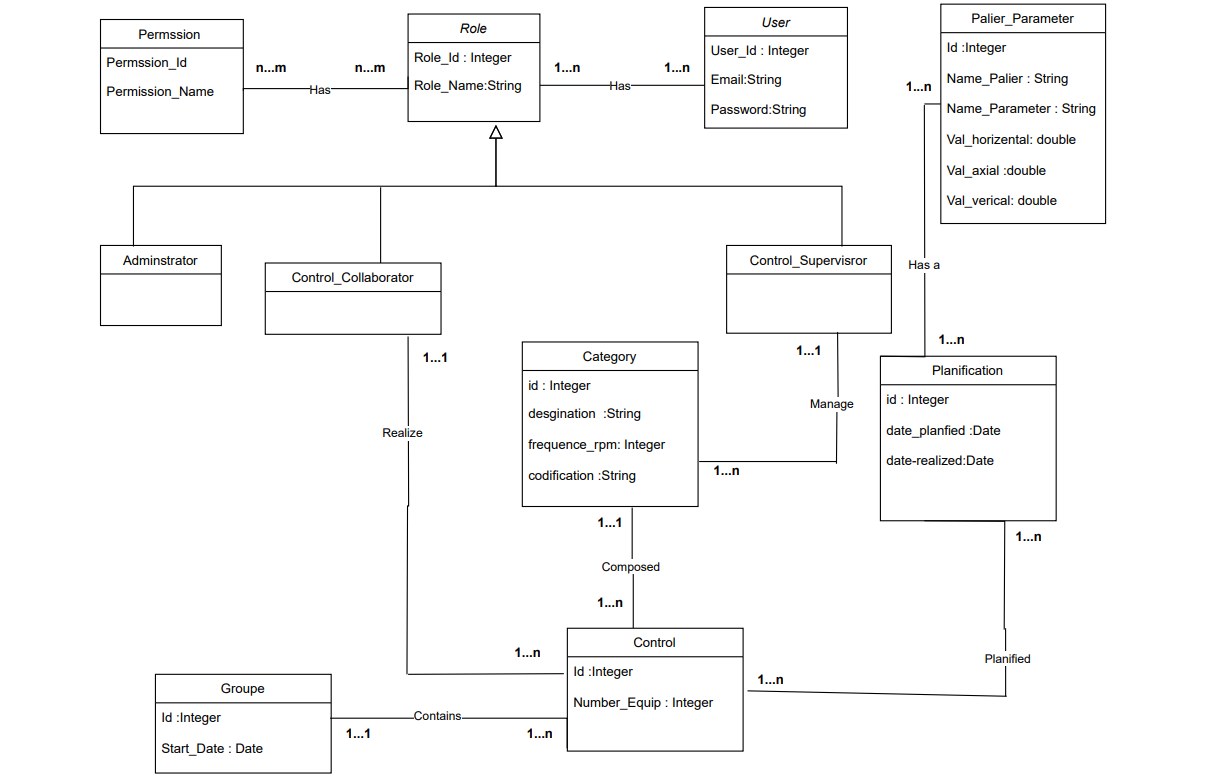 Permssion
Permssion_Id
Permission_Name
n...m
n...m
Has
Role
Role_Id : Integer
Role_Name:String
1...n
1...n
Has
User
User_Id : Integer
Email:String
Password:String
Palier_Parameter
Id :Integer
Name_Palier : String
Name_Parameter : String
Val_horizental: double
Val_axial :double
Val_verical: double
1...n
Has a
1...n
Adminstrator
Control_Collaborator
Control_Supervisror
1...1
Realize
1...n
1...1
Manage
1...n
Category
id : Integer
desgination :String
frequence_rpm: Integer
codification :String
Planification
id : Integer
date_planfied :Date
date-realized:Date
1...1
Composed
1...n
1...n
Planified
1...n
Control
Id :Integer
Number_Equip : Integer
Groupe
Id :Integer
Start_Date : Date
Contains
1...1
1...n